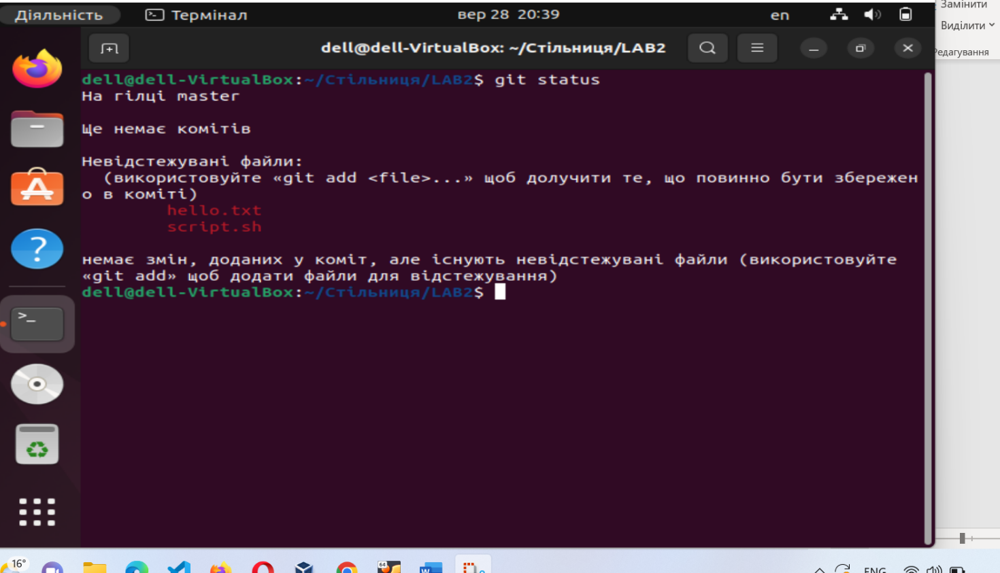 Замінити
Діяльність
Термінал
вер 28 20:39
en
Виділити
dell@dell-VirtualBox: ~/Стільниця/LAB2
Редагування
dell@dell-VirtualBox:~/Стільниця/LAB2$ git status
На гілці master
Ще немає комітів
Невідстежувані файли:
(використовуйте «git add <file>...» щоб долучити те, що повинно бути збережен
о в коміті)
hello.txt
script.sh
немає змін, доданих у коміт, але існують невідстежувані файли (використовуйте
«git add» щоб додати файли для відстежування)
dell@dell-VirtualBox:~/Стільниця/LAB2$
16°
64
ENG